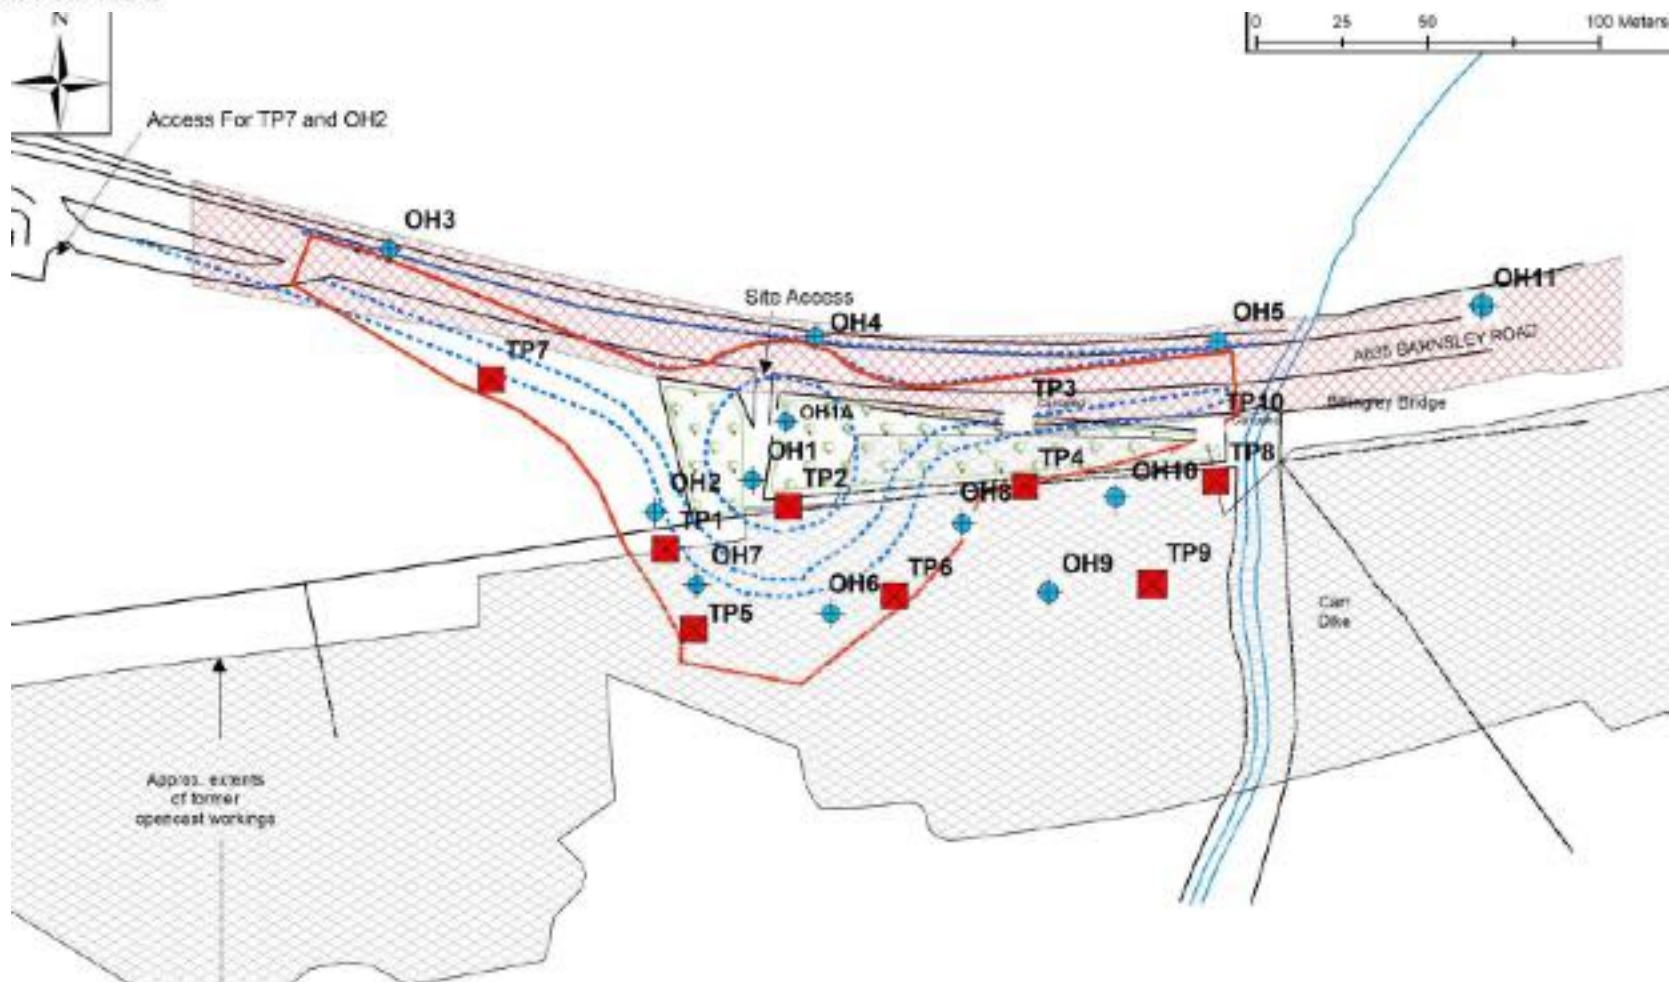 N
0 25 50 100 Meters
Access For TP7 and OH2
OH3
OH11
Site Access
OH4
OH5
A635 BARNSLEY ROAD
TP7
TP3
TP10
Billingley Bridge
OH1A
OH1
TP2
TP4
TP8
OH2
OH8
OH10
TP1
OH7
OH6
TP6
OH9
TP9
TP5
Carr
Dike
Approx. extents
of former
opencast workings